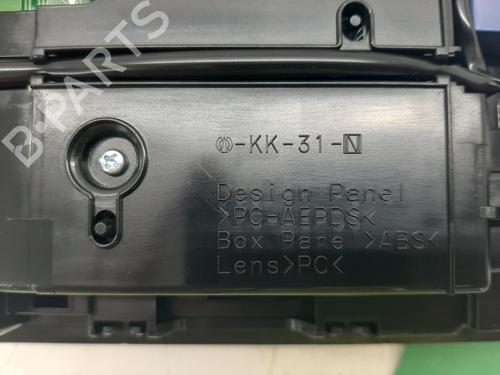 -KK-31-N
Design Panel
>PC-AEPDS<
Box Panel>ABS<
Lens>PC<
B-PARTS